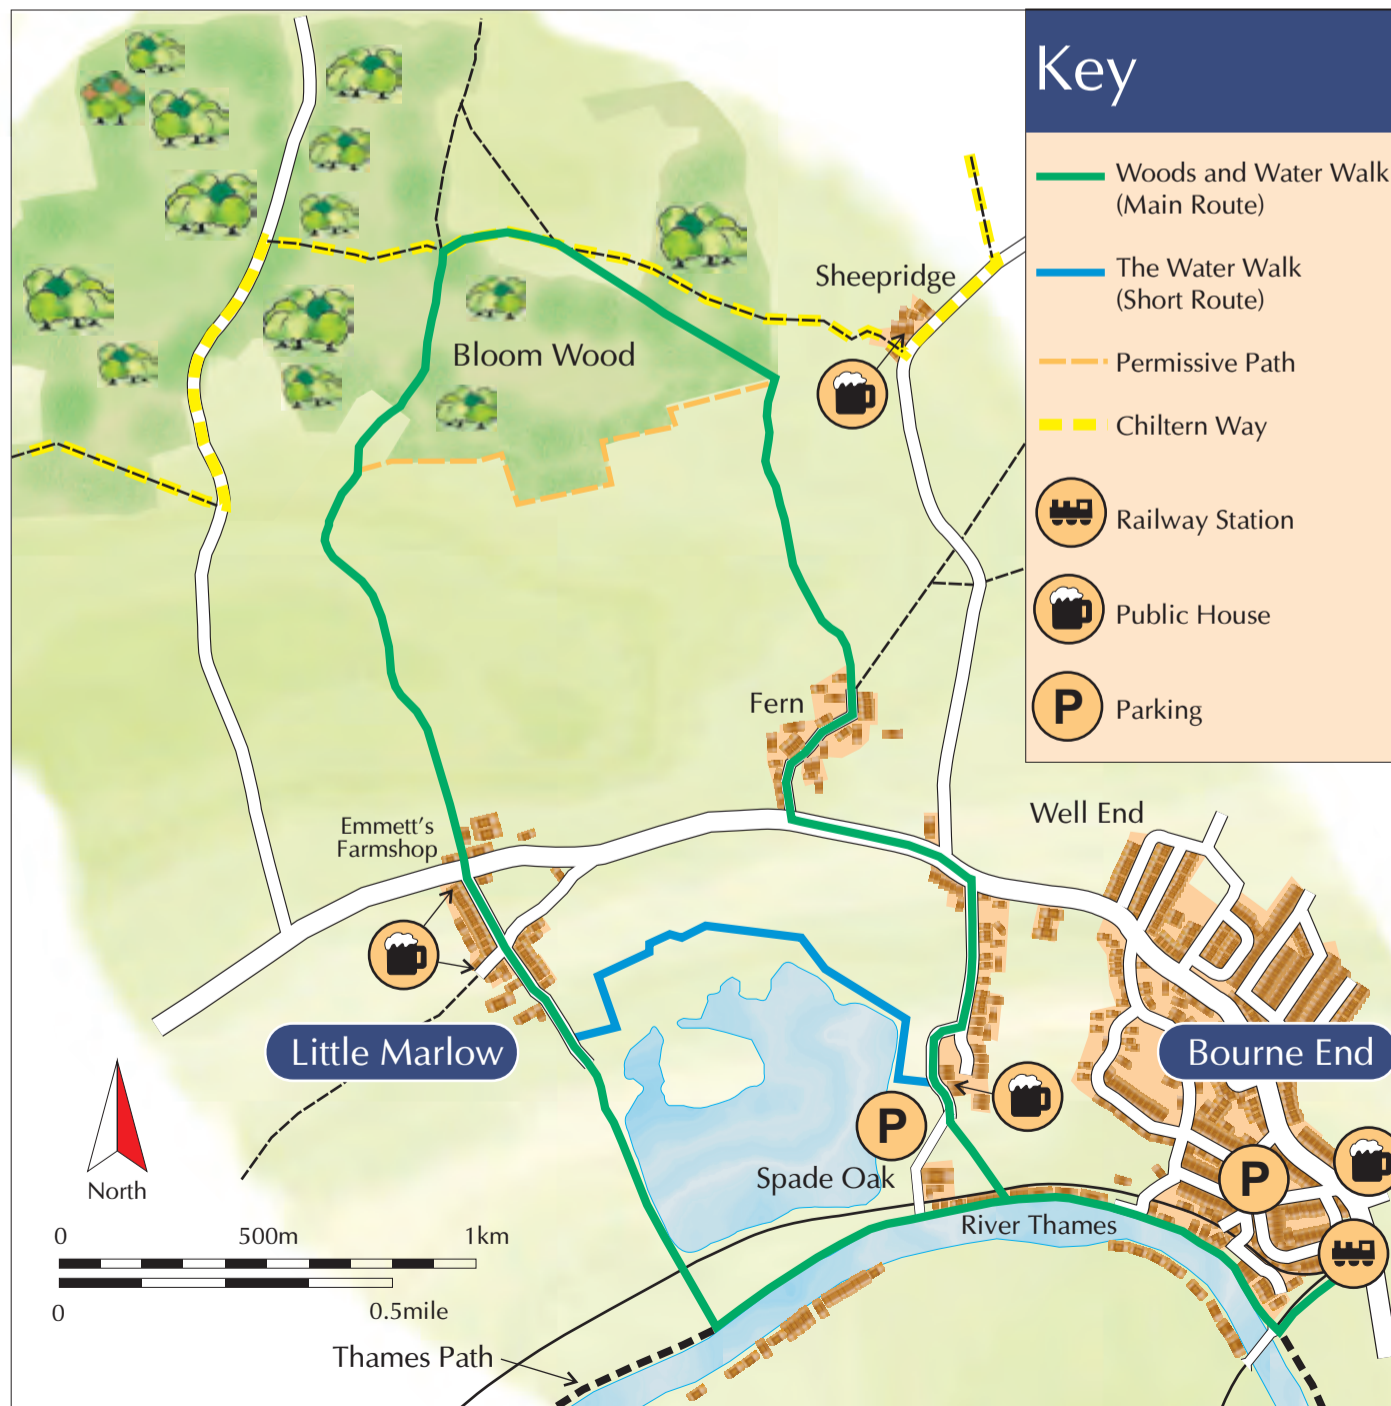 Key
Woods and Water Walk
(Main Route)
The Water Walk
(Short Route)
Permissive Path
Chiltern Way
Railway Station
Public House
P
Parking
Sheepridge
Bloom Wood
Fern
Well End
Emmett's
Farmshop
Little Marlow
Bourne End
P
Spade Oak
P
River Thames
North
0
500m
1km
0
0.5mile
Thames Path